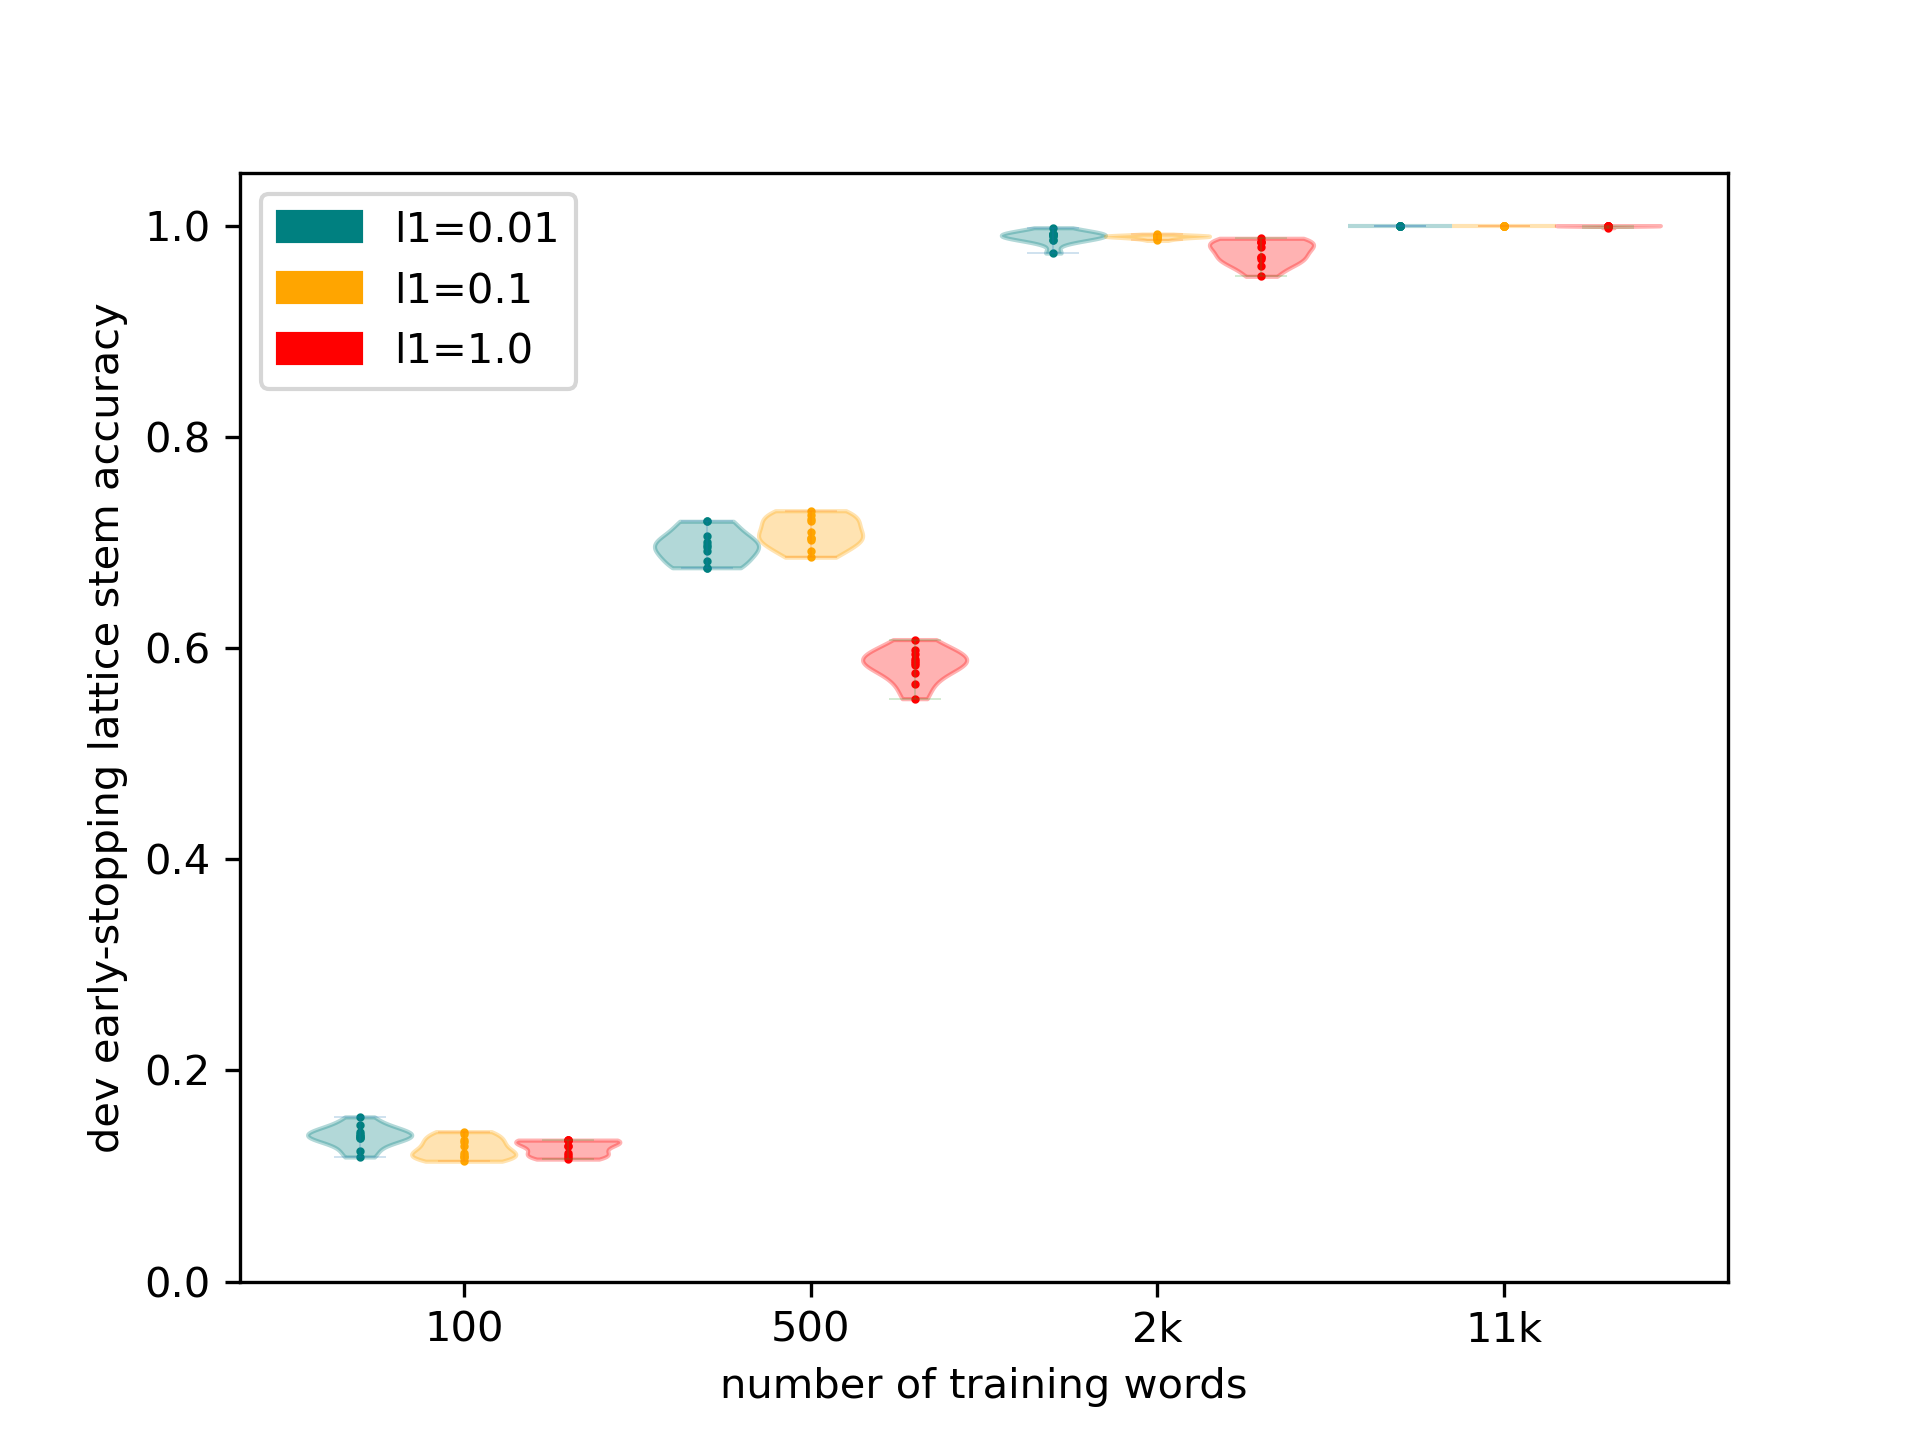 l1=0.01
l1=0.1
l1=1.0
1.0
0.8
0.6
0.4
0.2
0.0
dev early-stopping lattice stem accuracy
100 500 2k 11k
number of training words